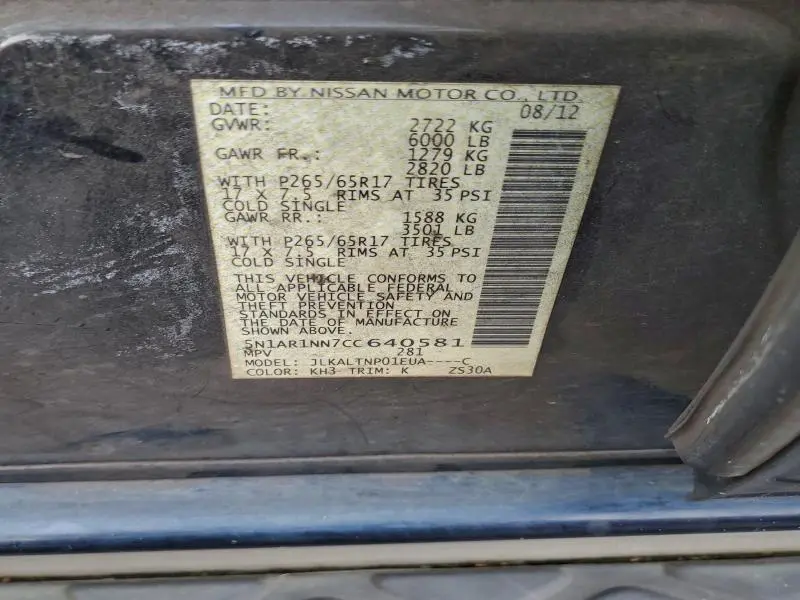 MFD BY NISSAN MOTOR CO., LTD.
DATE: 08/12
GVWR: 2722 KG
6000 LB
GAWR FR.: 1279 KG
2820 LB
WITH P265/65R17 TIRES
17 X 7.5 RIMS AT 35 PSI
COLD SINGLE
GAWR RR.: 1588 KG
3501 LB
WITH P265/65R17 TIRES
17 X 7.5 RIMS AT 35 PSI
COLD SINGLE
THIS VEHICLE CONFORMS TO
ALL APPLICABLE FEDERAL
MOTOR VEHICLE SAFETY AND
THEFT PREVENTION
STANDARDS IN EFFECT ON
THE DATE OF MANUFACTURE
SHOWN ABOVE.
5N1AR1NN7CC640581
MPV 281
MODEL: JLKALTNP01EUA----C
COLOR: KH3 TRIM: K ZS30A